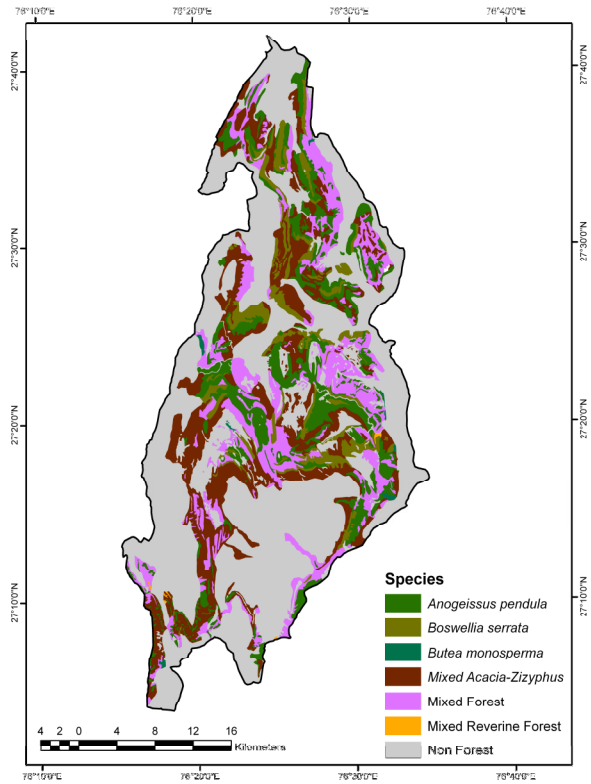 76°10'0"E 76°20'0"E 76°30'0"E 76°40'0"E
27°40'0"N 27°40'0"N
27°30'0"N 27°30'0"N
27°20'0"N 27°20'0"N
27°10'0"N 27°10'0"N
Species
Anogeissus pendula
Boswellia serrata
Butea monosperma
Mixed Acacia-Zizyphus
Mixed Forest
Mixed Reverine Forest
Non Forest
4 2 0 4 8 12 16
Kilometers
76°10'0"E 76°20'0"E 76°30'0"E 76°40'0"E